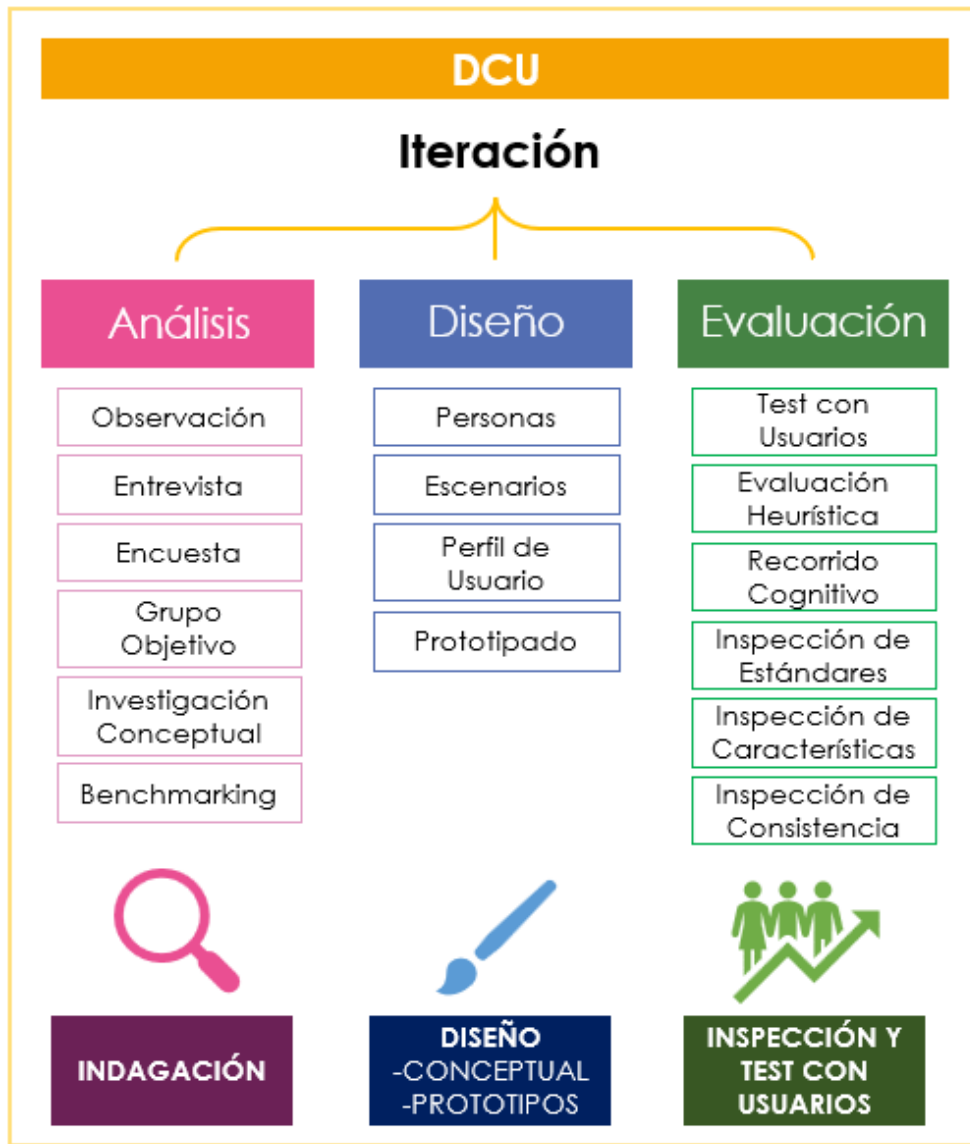 DCU
Iteración
Análisis
Observación
Entrevista
Encuesta
Grupo
Objetivo
Investigación
Conceptual
Benchmarking
INDAGACIÓN
Diseño
Personas
Escenarios
Perfil de
Usuario
Prototipado
DISEÑO
-CONCEPTUAL
-PROTOTIPOS
Evaluación
Test con
Usuarios
Evaluación
Heurística
Recorrido
Cognitivo
Inspección de
Estándares
Inspección de
Características
Inspección de
Consistencia
INSPECCIÓN Y
TEST CON
USUARIOS